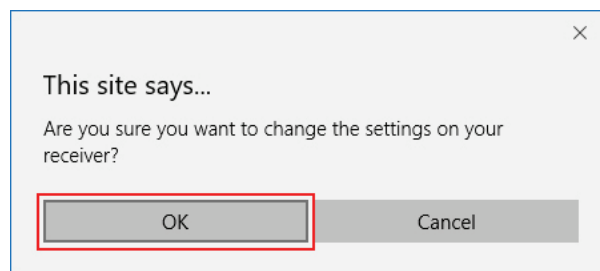 This site says...
Are you sure you want to change the settings on your
receiver?
OK Cancel